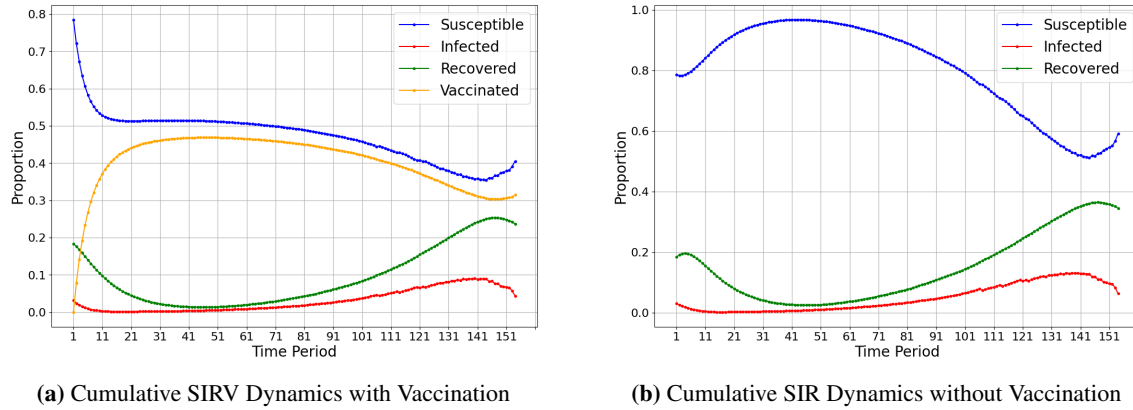 Susceptible
Infected
Recovered
Vaccinated
0.8
0.7
0.6
0.5
0.4
0.3
0.2
0.1
0.0
Proportion
1 11 21 31 41 51 61 71 81 91 101 111 121 131 141 151
Time Period
(a) Cumulative SIRV Dynamics with Vaccination
Susceptible
Infected
Recovered
1.0
0.8
0.6
0.4
0.2
0.0
Proportion
1 11 21 31 41 51 61 71 81 91 101 111 121 131 141 151
Time Period
(b) Cumulative SIR Dynamics without Vaccination